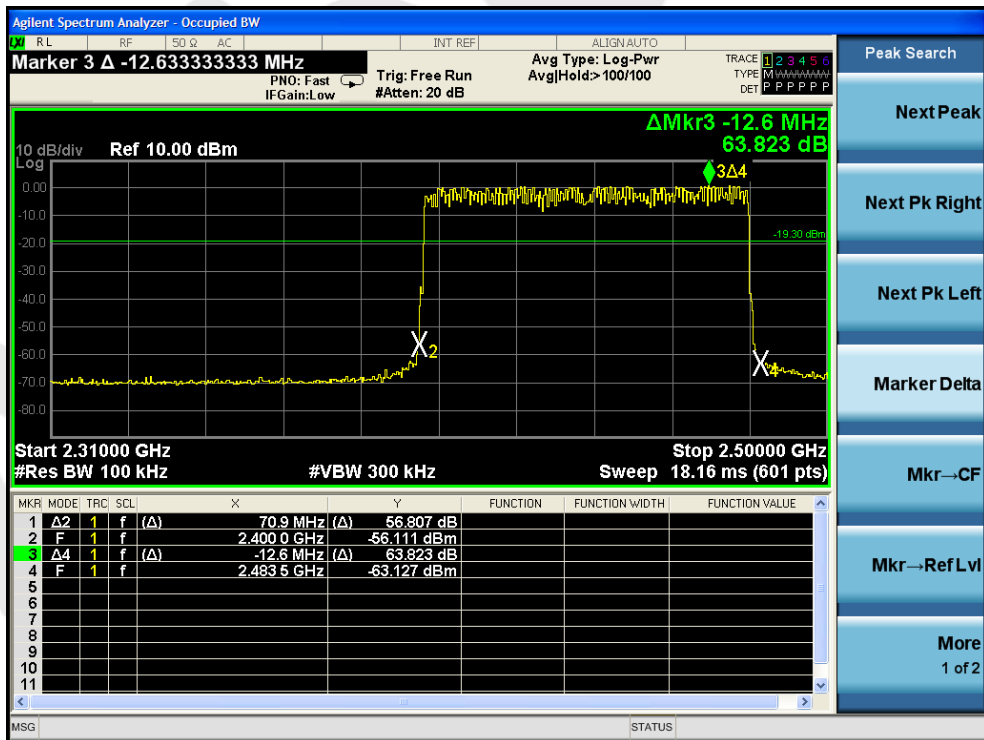 Agilent Spectrum Analyzer - Occupied BW
LXI RL RF 50 Ω AC INT REF ALIGN AUTO
Marker 3 Δ -12.633333333 MHz
PNO: Fast
IFGain:Low
Trig: Free Run
#Atten: 20 dB
Avg Type: Log-Pwr
Avg|Hold:>100/100
TRACE 1 2 3 4 5 6
TYPE M
DET P P P P P P
ΔMkr3 -12.6 MHz
63.823 dB
10 dB/div Ref 10.00 dBm
Log
3Δ4
0.00
-10.0
-20.0
-19.30 dBm
-30.0
-40.0
-50.0
2
-60.0
4
-70.0
-80.0
Start 2.31000 GHz Stop 2.50000 GHz
#Res BW 100 kHz #VBW 300 kHz Sweep 18.16 ms (601 pts)
MKR MODE TRC SCL X Y FUNCTION FUNCTION WIDTH FUNCTION VALUE
1 Δ2 1 f (Δ) 70.9 MHz (Δ) 56.807 dB
2 F 1 f 2.400 0 GHz -56.111 dBm
3 Δ4 1 f (Δ) -12.6 MHz (Δ) 63.823 dB
4 F 1 f 2.483 5 GHz -63.127 dBm
5
6
7
8
9
10
11
MSG STATUS
Peak Search
Next Peak
Next Pk Right
Next Pk Left
Marker Delta
Mkr→CF
Mkr→Ref Lvl
More
1 of 2